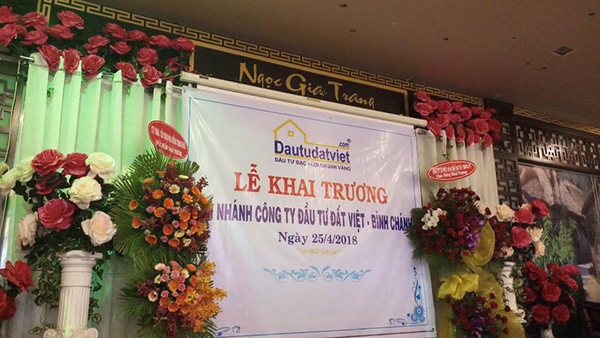 Ngọc Gia Trang
Dautudatviet
.com
ĐẦU TƯ BẠC - LỢI NHUẬN VÀNG
LỄ KHAI TRƯƠNG
NHÁNH CÔNG TY ĐẦU TƯ ĐẤT VIỆT - BÌNH CHÁNH
Ngày 25/4/2018